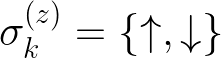 σ_k^{(z)} = {↑,↓}